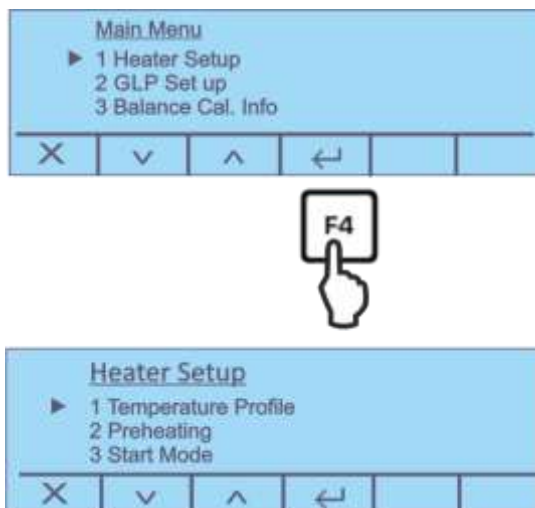 Main Menu
1 Heater Setup
2 GLP Set up
3 Balance Cal. Info
F4
Heater Setup
1 Temperature Profile
2 Preheating
3 Start Mode